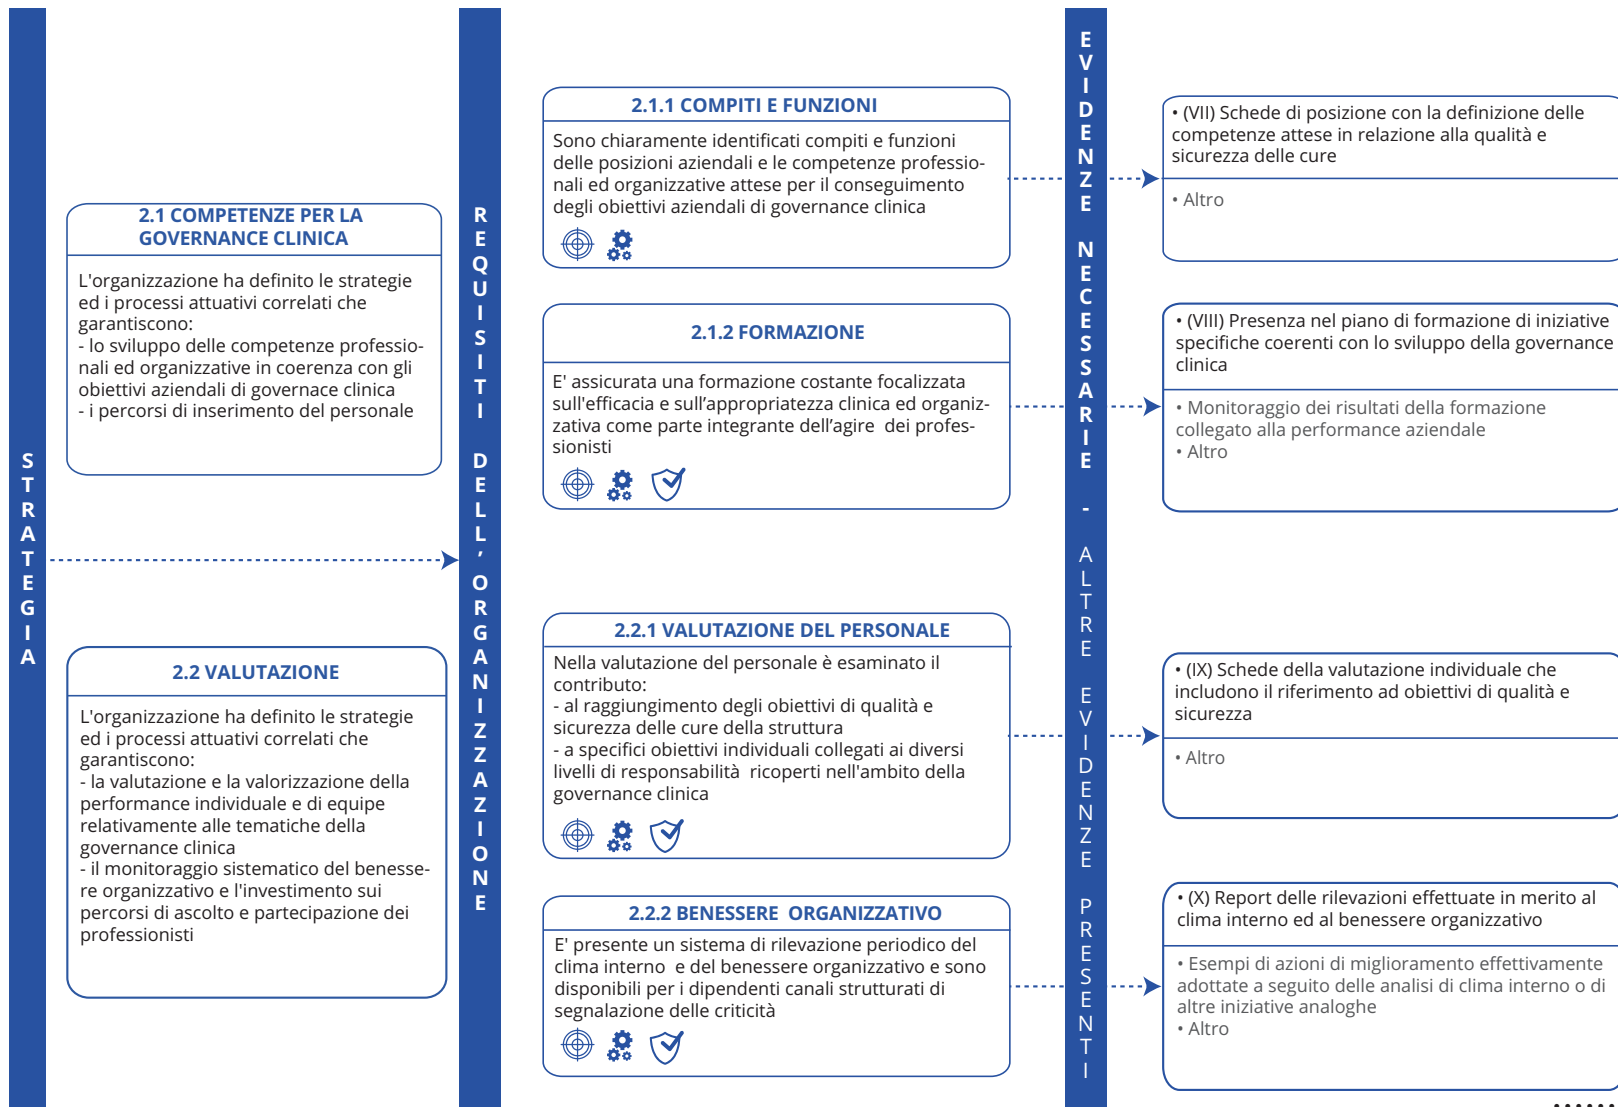 STRATEGIA
2.1 COMPETENZE PER LA
GOVERNANCE CLINICA
L'organizzazione ha definito le strategie
ed i processi attuativi correlati che
garantiscono:
- lo sviluppo delle competenze professio-
nali ed organizzative in coerenza con gli
obiettivi aziendali di governace clinica
- i percorsi di inserimento del personale
2.2 VALUTAZIONE
L'organizzazione ha definito le strategie
ed i processi attuativi correlati che
garantiscono:
- la valutazione e la valorizzazione della
performance individuale e di equipe
relativamente alle tematiche della
governance clinica
- il monitoraggio sistematico del benesse-
re organizzativo e l'investimento sui
percorsi di ascolto e partecipazione dei
professionisti
REQUISITI DELL’ORGANIZZAZIONE
2.1.1 COMPITI E FUNZIONI
Sono chiaramente identificati compiti e funzioni
delle posizioni aziendali e le competenze professio-
nali ed organizzative attese per il conseguimento
degli obiettivi aziendali di governance clinica
2.1.2 FORMAZIONE
E' assicurata una formazione costante focalizzata
sull'efficacia e sull’appropriatezza clinica ed organiz-
zativa come parte integrante dell’agire dei profes-
sionisti
2.2.1 VALUTAZIONE DEL PERSONALE
Nella valutazione del personale è esaminato il
contributo:
- al raggiungimento degli obiettivi di qualità e
sicurezza delle cure della struttura
- a specifici obiettivi individuali collegati ai diversi
livelli di responsabilità ricoperti nell'ambito della
governance clinica
2.2.2 BENESSERE ORGANIZZATIVO
E' presente un sistema di rilevazione periodico del
clima interno e del benessere organizzativo e sono
disponibili per i dipendenti canali strutturati di
segnalazione delle criticità
EVIDENZE NECESSARIE - ALTRE EVIDENZE PRESENTI
• (VII) Schede di posizione con la definizione delle
competenze attese in relazione alla qualità e
sicurezza delle cure
• Altro
• (VIII) Presenza nel piano di formazione di iniziative
specifiche coerenti con lo sviluppo della governance
clinica
• Monitoraggio dei risultati della formazione
collegato alla performance aziendale
• Altro
• (IX) Schede della valutazione individuale che
includono il riferimento ad obiettivi di qualità e
sicurezza
• Altro
• (X) Report delle rilevazioni effettuate in merito al
clima interno ed al benessere organizzativo
• Esempi di azioni di miglioramento effettivamente
adottate a seguito delle analisi di clima interno o di
altre iniziative analoghe
• Altro